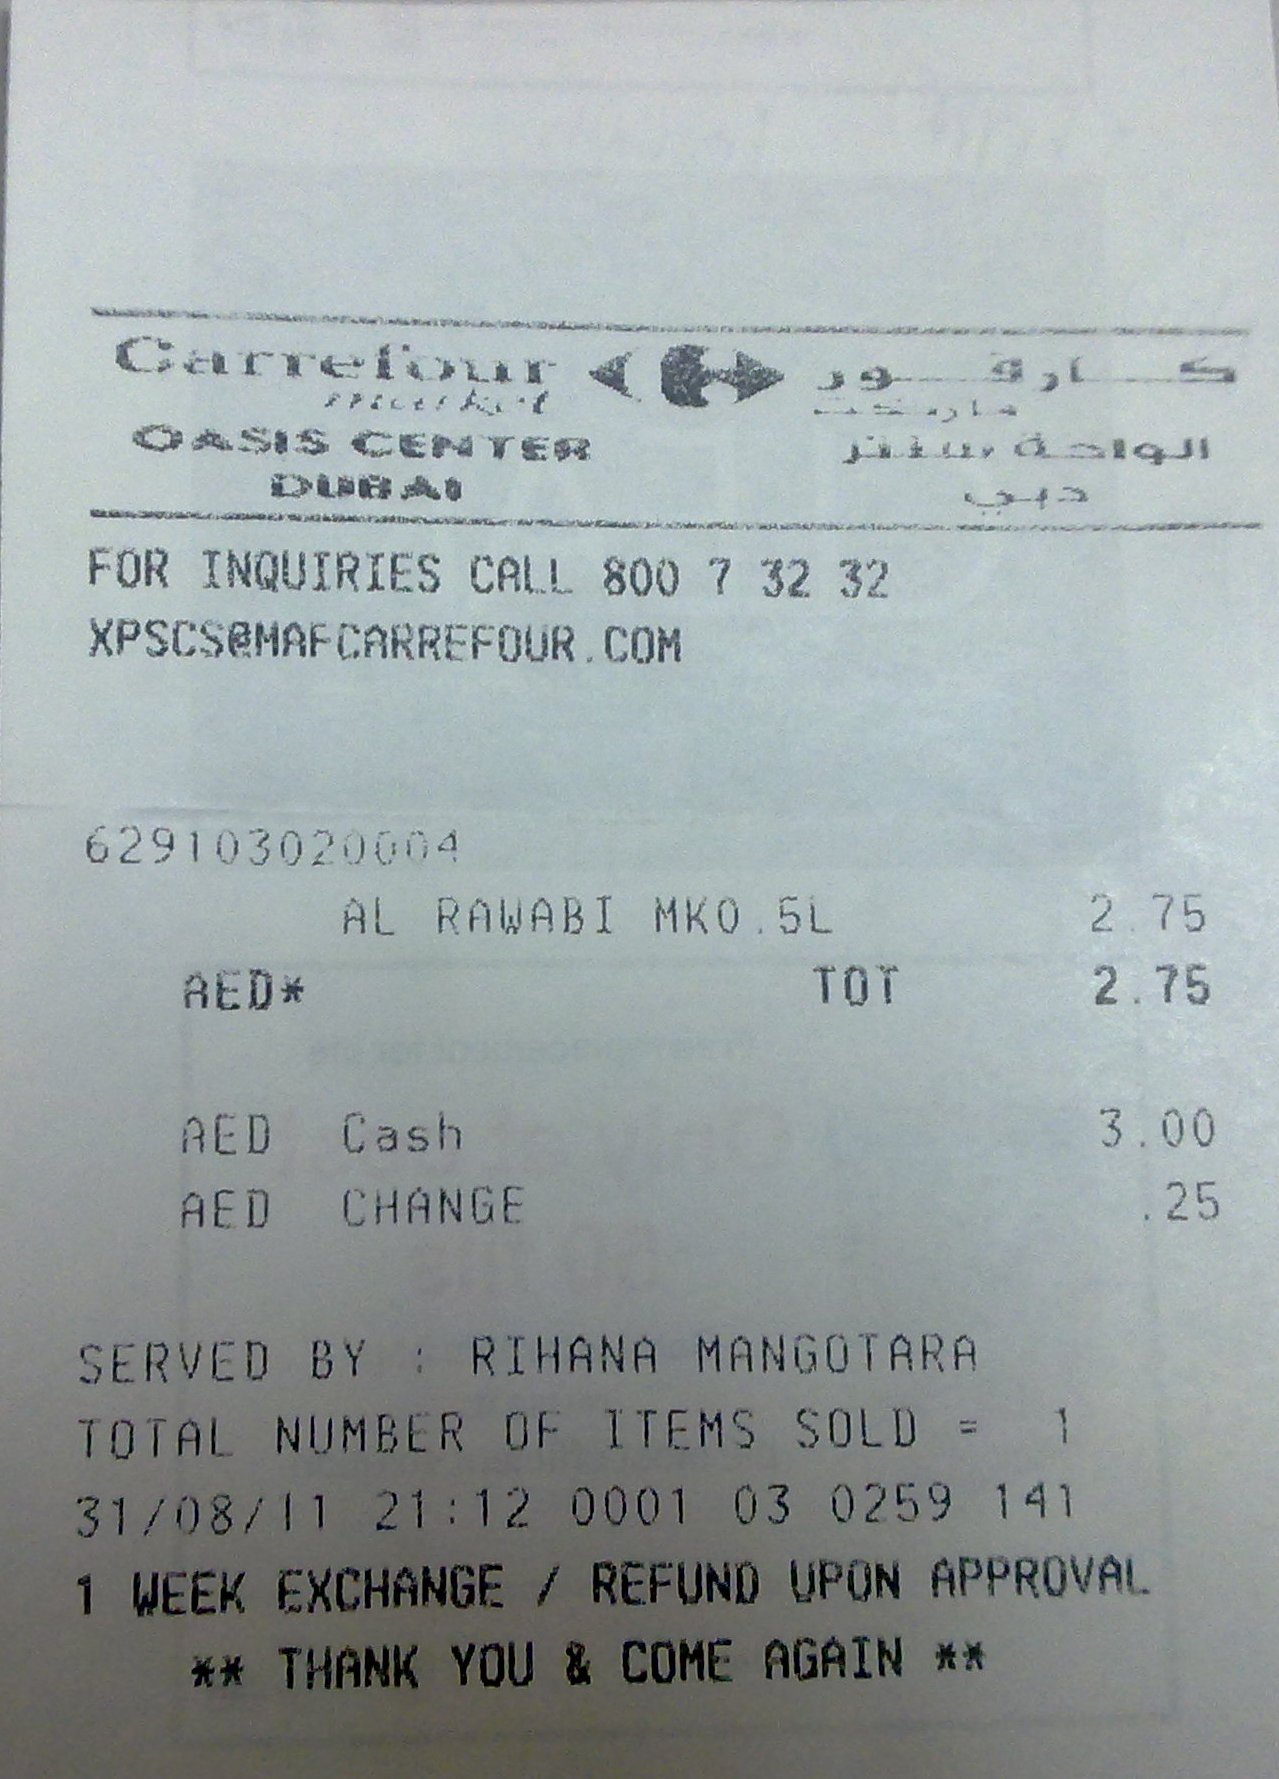 Carrefour كارفور
market ماركت
OASIS CENTER الواحة سنتر
DUBAI دبي
FOR INQUIRIES CALL 800 7 32 32
XPSCS@MAFCARREFOUR.COM
629103020004
AL RAWABI MK0.5L 2.75
AED* TOT 2.75
AED Cash 3.00
AED CHANGE .25
SERVED BY : RIHANA MANGOTARA
TOTAL NUMBER OF ITEMS SOLD = 1
31/08/11 21:12 0001 03 0259 141
1 WEEK EXCHANGE / REFUND UPON APPROVAL
** THANK YOU & COME AGAIN **